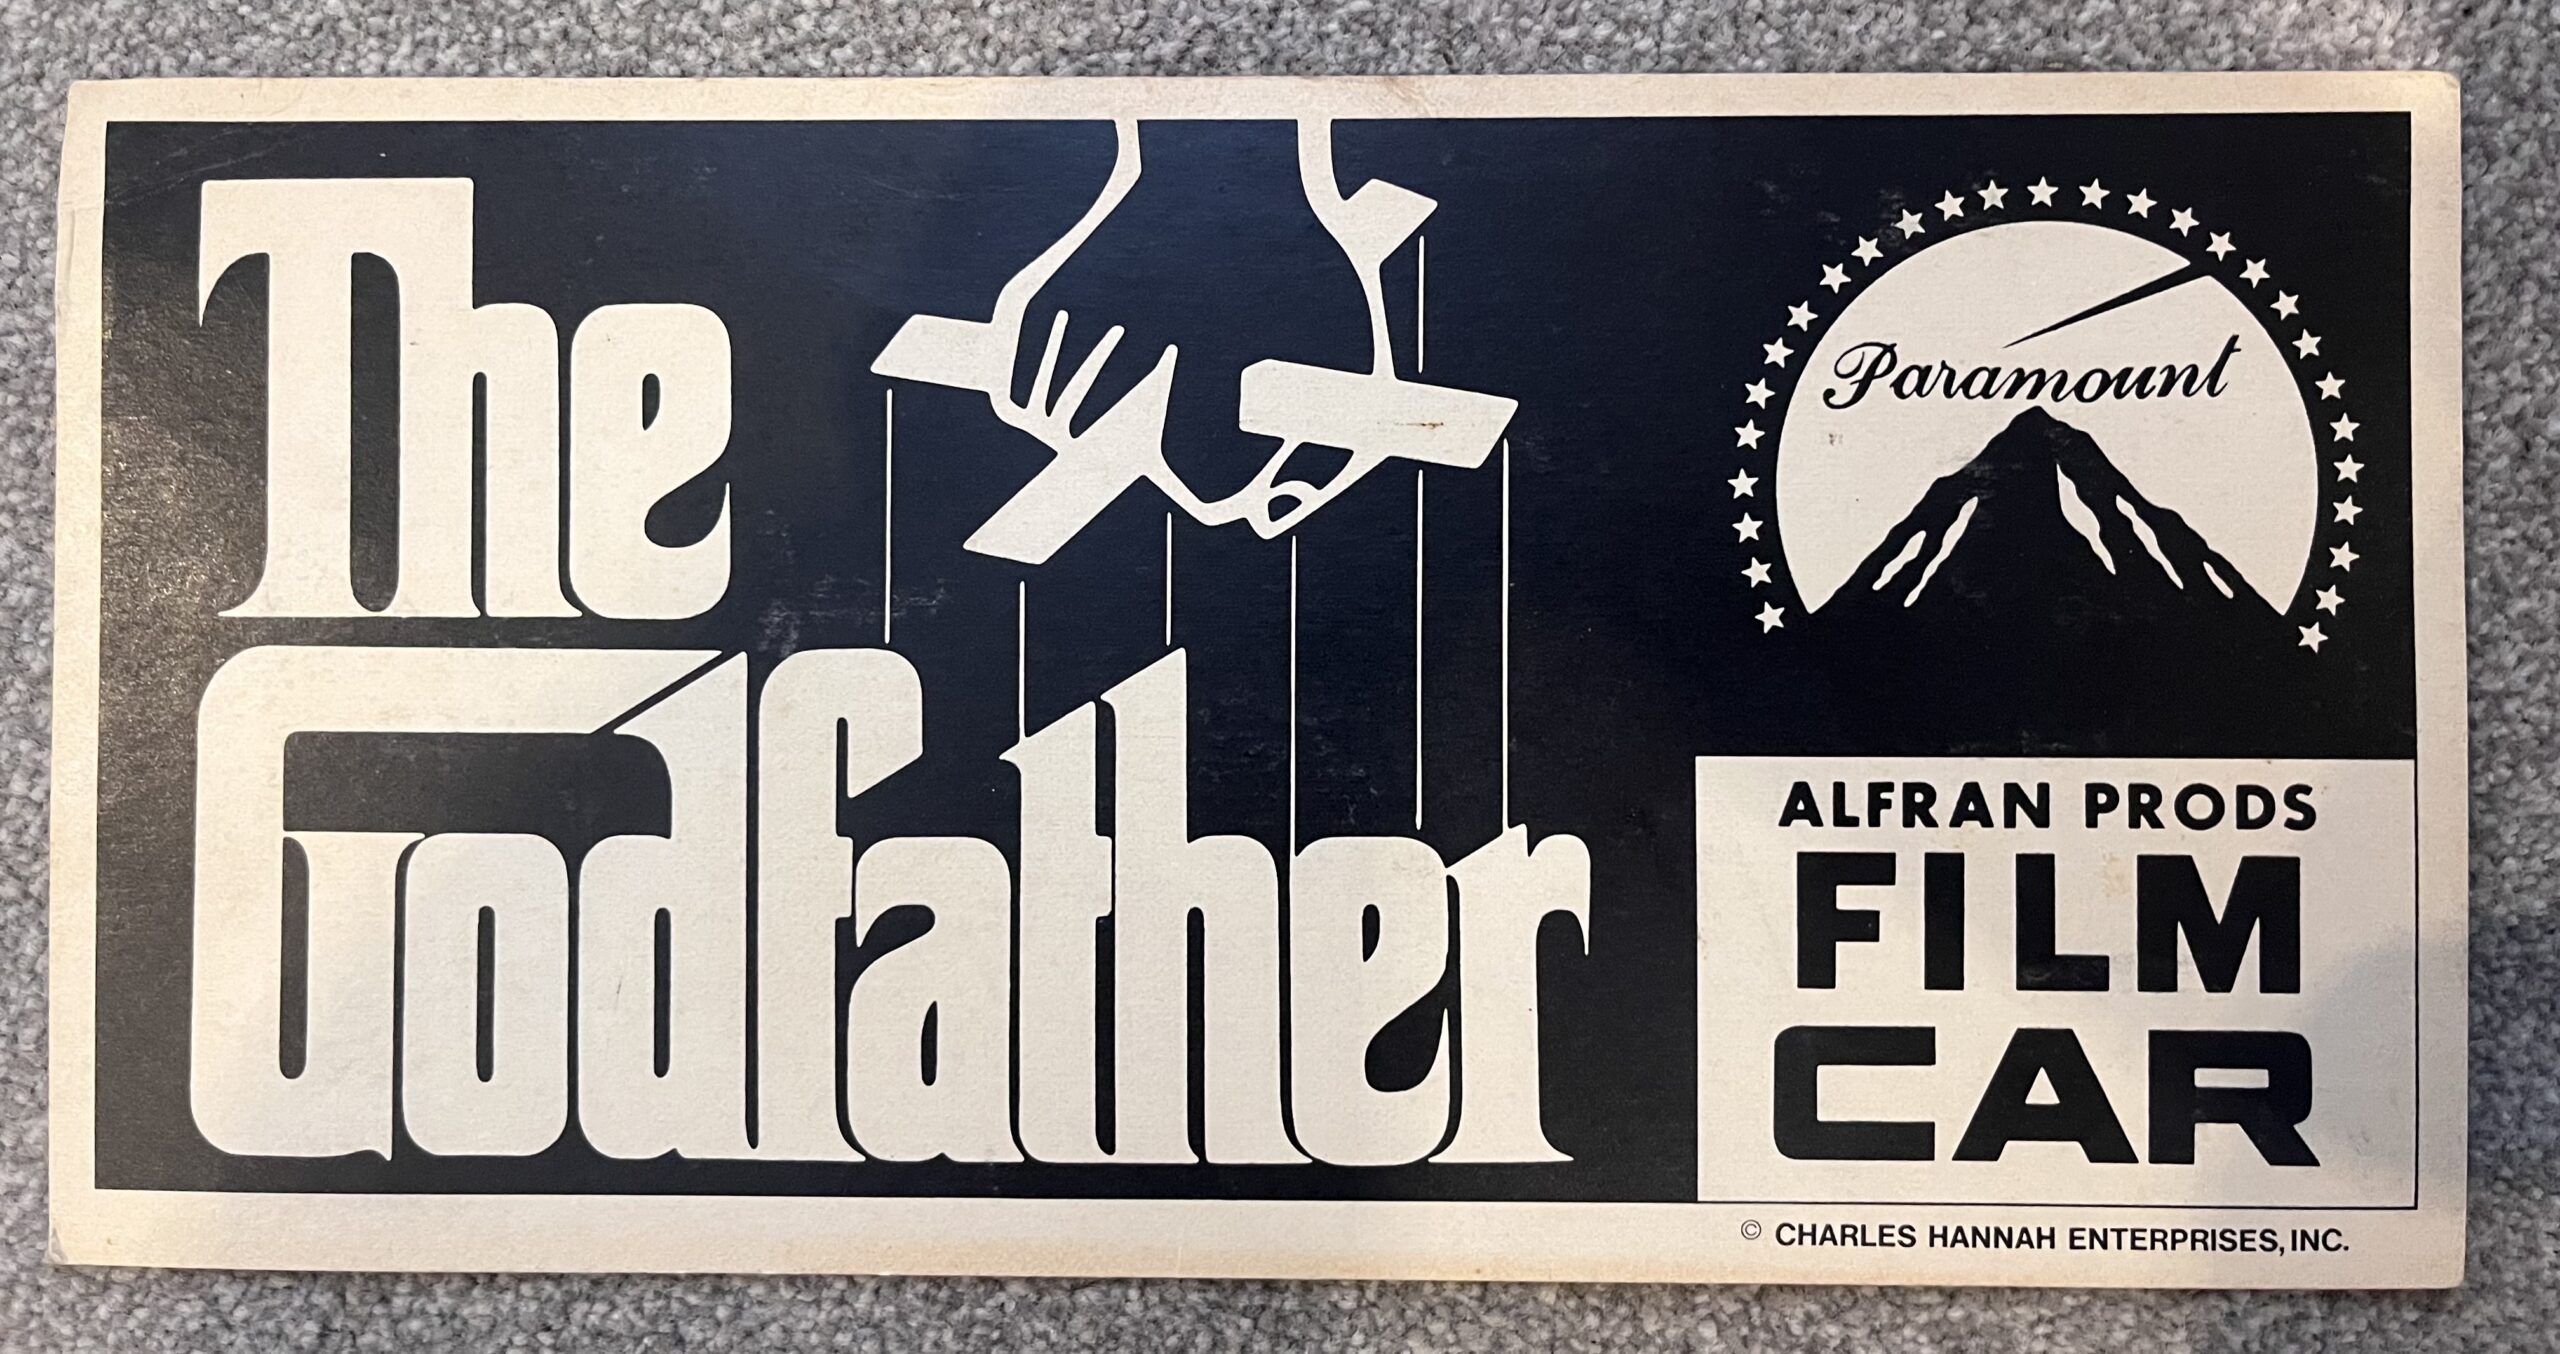 The
Godfather
Paramount
ALFRAN PRODS
FILM
CAR
© CHARLES HANNAH ENTERPRISES, INC.